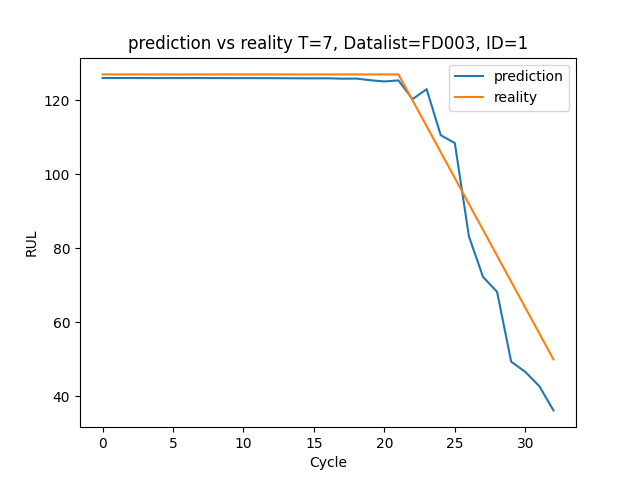 prediction vs reality T=7, Datalist=FD003, ID=1
prediction
reality
120
100
80
60
40
RUL
0 5 10 15 20 25 30
Cycle